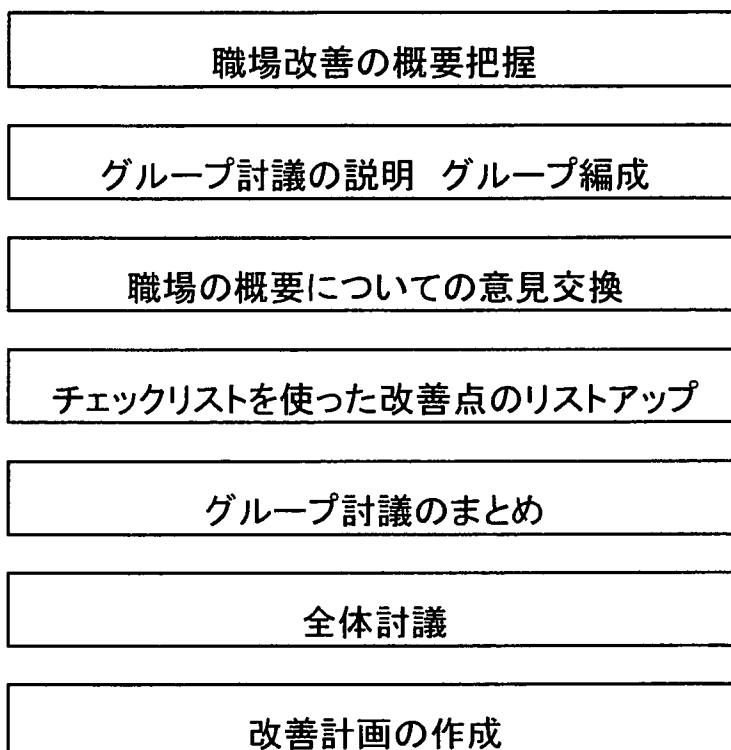 職場改善の概要把握
グループ討議の説明 グループ編成
職場の概要についての意見交換
チェックリストを使った改善点のリストアップ
グループ討議のまとめ
全体討議
改善計画の作成